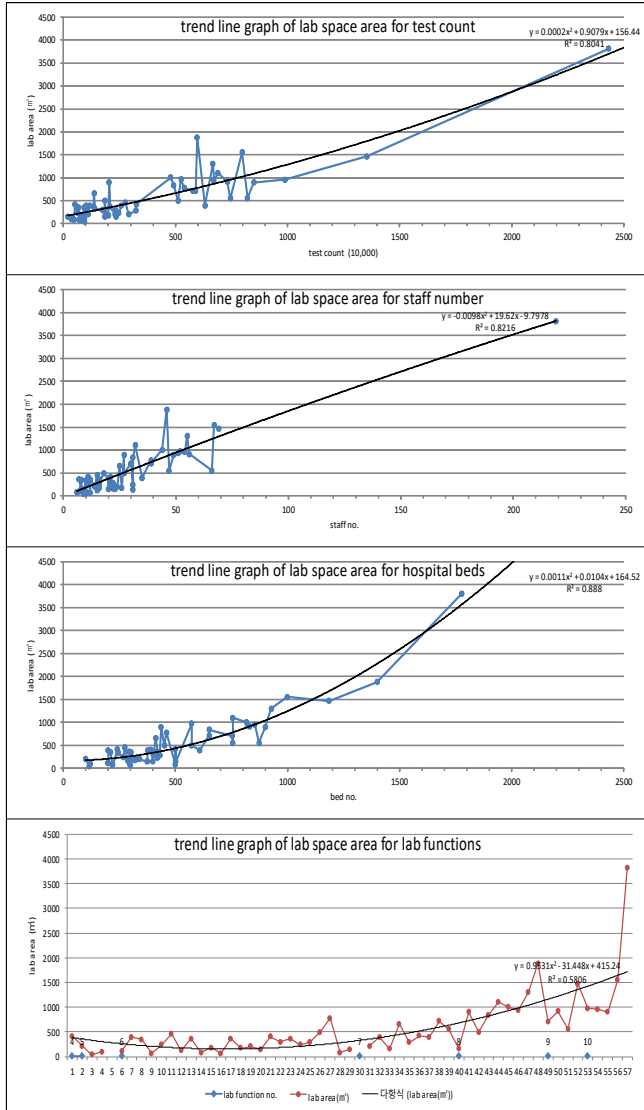 trend line graph of lab space area for test count
y = 0.0002x² + 0.9079x + 156.44
R² = 0.8041
lab area (㎡)
4500
4000
3500
3000
2500
2000
1500
1000
500
0
0 500 1000 1500 2000 2500
test count (10,000)
trend line graph of lab space area for staff number
y = -0.0098x² + 19.62x - 9.7978
R² = 0.8216
lab area (㎡)
4500
4000
3500
3000
2500
2000
1500
1000
500
0
0 50 100 150 200 250
staff no.
trend line graph of lab space area for hospital beds
y = 0.0011x² + 0.0104x + 164.52
R² = 0.888
lab area (㎡)
4500
4000
3500
3000
2500
2000
1500
1000
500
0
0 500 1000 1500 2000 2500
bed no.
trend line graph of lab space area for lab functions
R² = 0.5806
lab area (㎡)
4500
4000
3500
3000
2500
2000
1500
1000
500
0
4 5 6 7 8 9 10
1 2 3 4 5 6 7 8 9 10 11 12 13 14 15 16 17 18 19 20 21 22 23 24 25 26 27 28 29 30 31 32 33 34 35 36 37 38 39 40 41 42 43 44 45 46 47 48 49 50 51 52 53 54 55 56 57
lab function no. lab area(㎡) 다항식 (lab area(㎡))